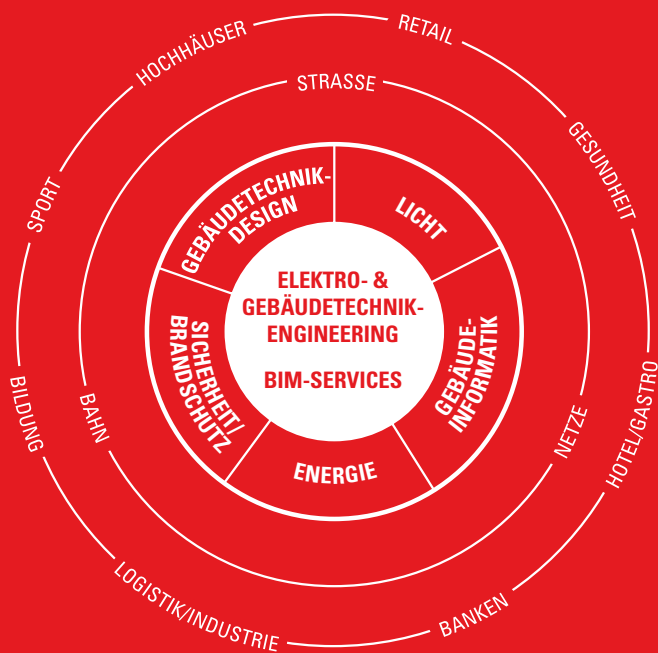 HOCHHÄUSER
RETAIL
GESUNDHEIT
HOTEL/GASTRO
BANKEN
LOGISTIK/INDUSTRIE
BILDUNG
SPORT
STRASSE
NETZE
BAHN
GEBÄUDETECHNIK-
DESIGN
LICHT
GEBÄUDE-
INFORMATIK
ENERGIE
SICHERHEIT/
BRANDSCHUTZ
ELEKTRO- &
GEBÄUDETECHNIK-
ENGINEERING
BIM-SERVICES